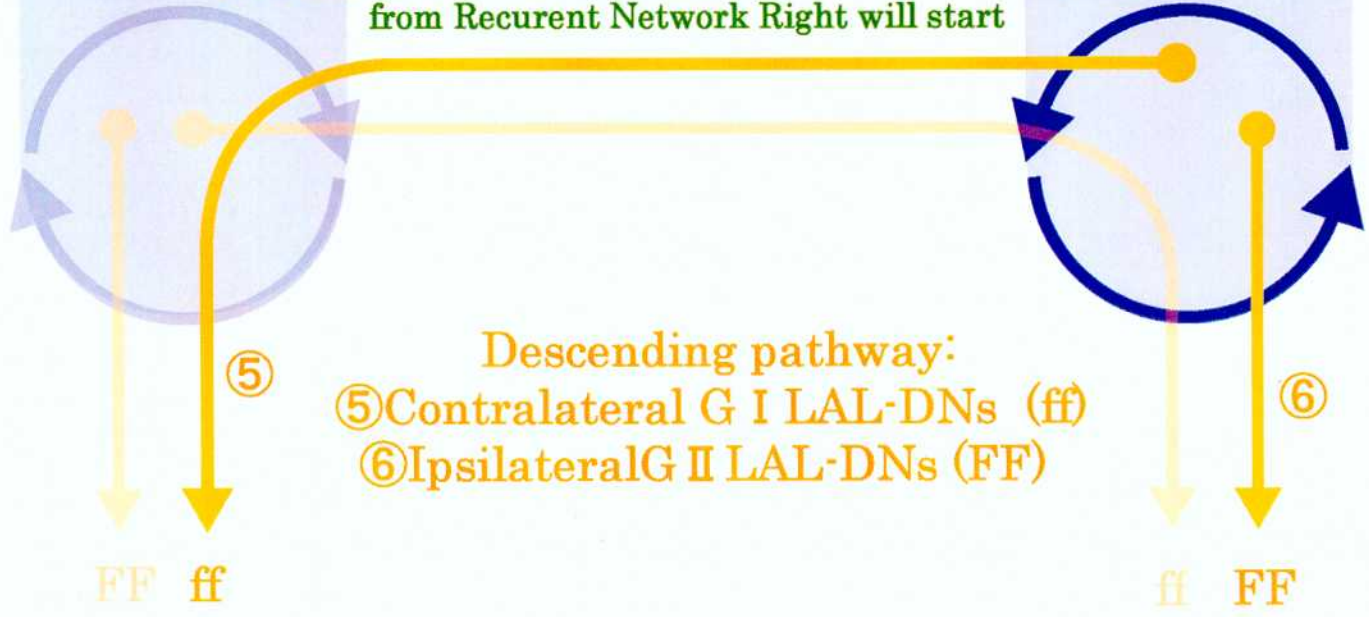 from Recurent Network Right will start
⑤
Descending pathway:
⑤Contralateral G I LAL-DNs (ff)
⑥IpsilateralG II LAL-DNs (FF)
⑥
FF ff
ff FF